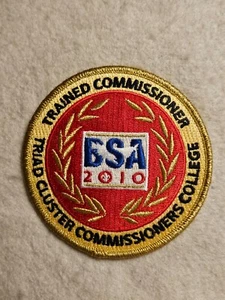 TRAINED COMMISSIONER
BSA
2010
TRIAD CLUSTER COMMISSIONERS COLLEGE